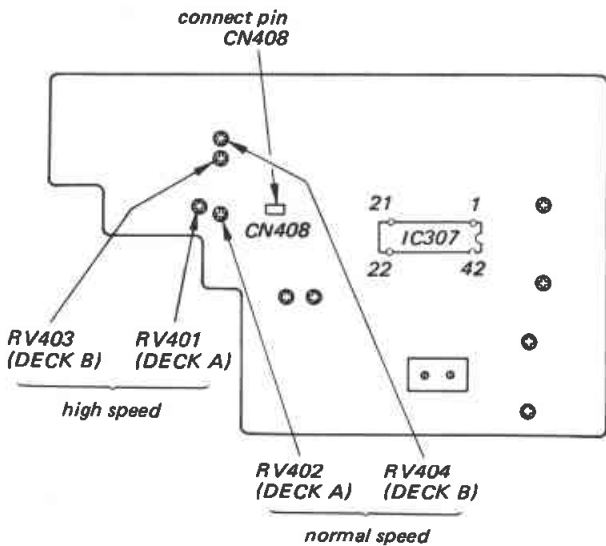 connect pin
CN408
CN408
21 1
IC307
22 42
RV403 RV401
(DECK B) (DECK A)
high speed
RV402 RV404
(DECK A) (DECK B)
normal speed